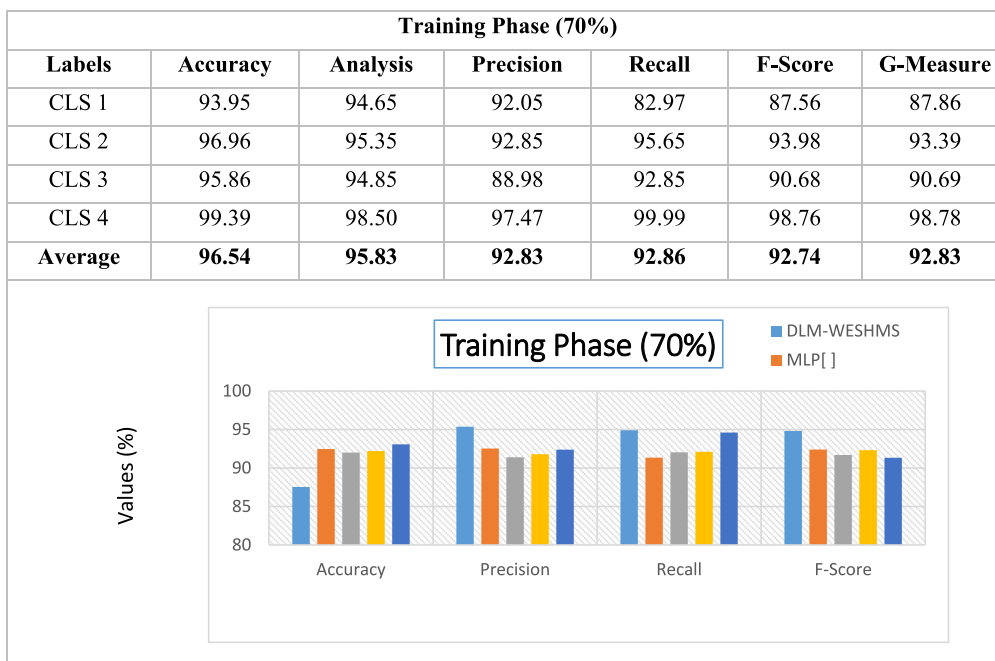 Training Phase (70%)
Labels Accuracy Analysis Precision Recall F-Score G-Measure
CLS 1 93.95 94.65 92.05 82.97 87.56 87.86
CLS 2 96.96 95.35 92.85 95.65 93.98 93.39
CLS 3 95.86 94.85 88.98 92.85 90.68 90.69
CLS 4 99.39 98.50 97.47 99.99 98.76 98.78
Average 96.54 95.83 92.83 92.86 92.74 92.83
Training Phase (70%)
DLM-WESHMS
MLP[ ]
Values (%)
100
95
90
85
80
Accuracy Precision Recall F-Score